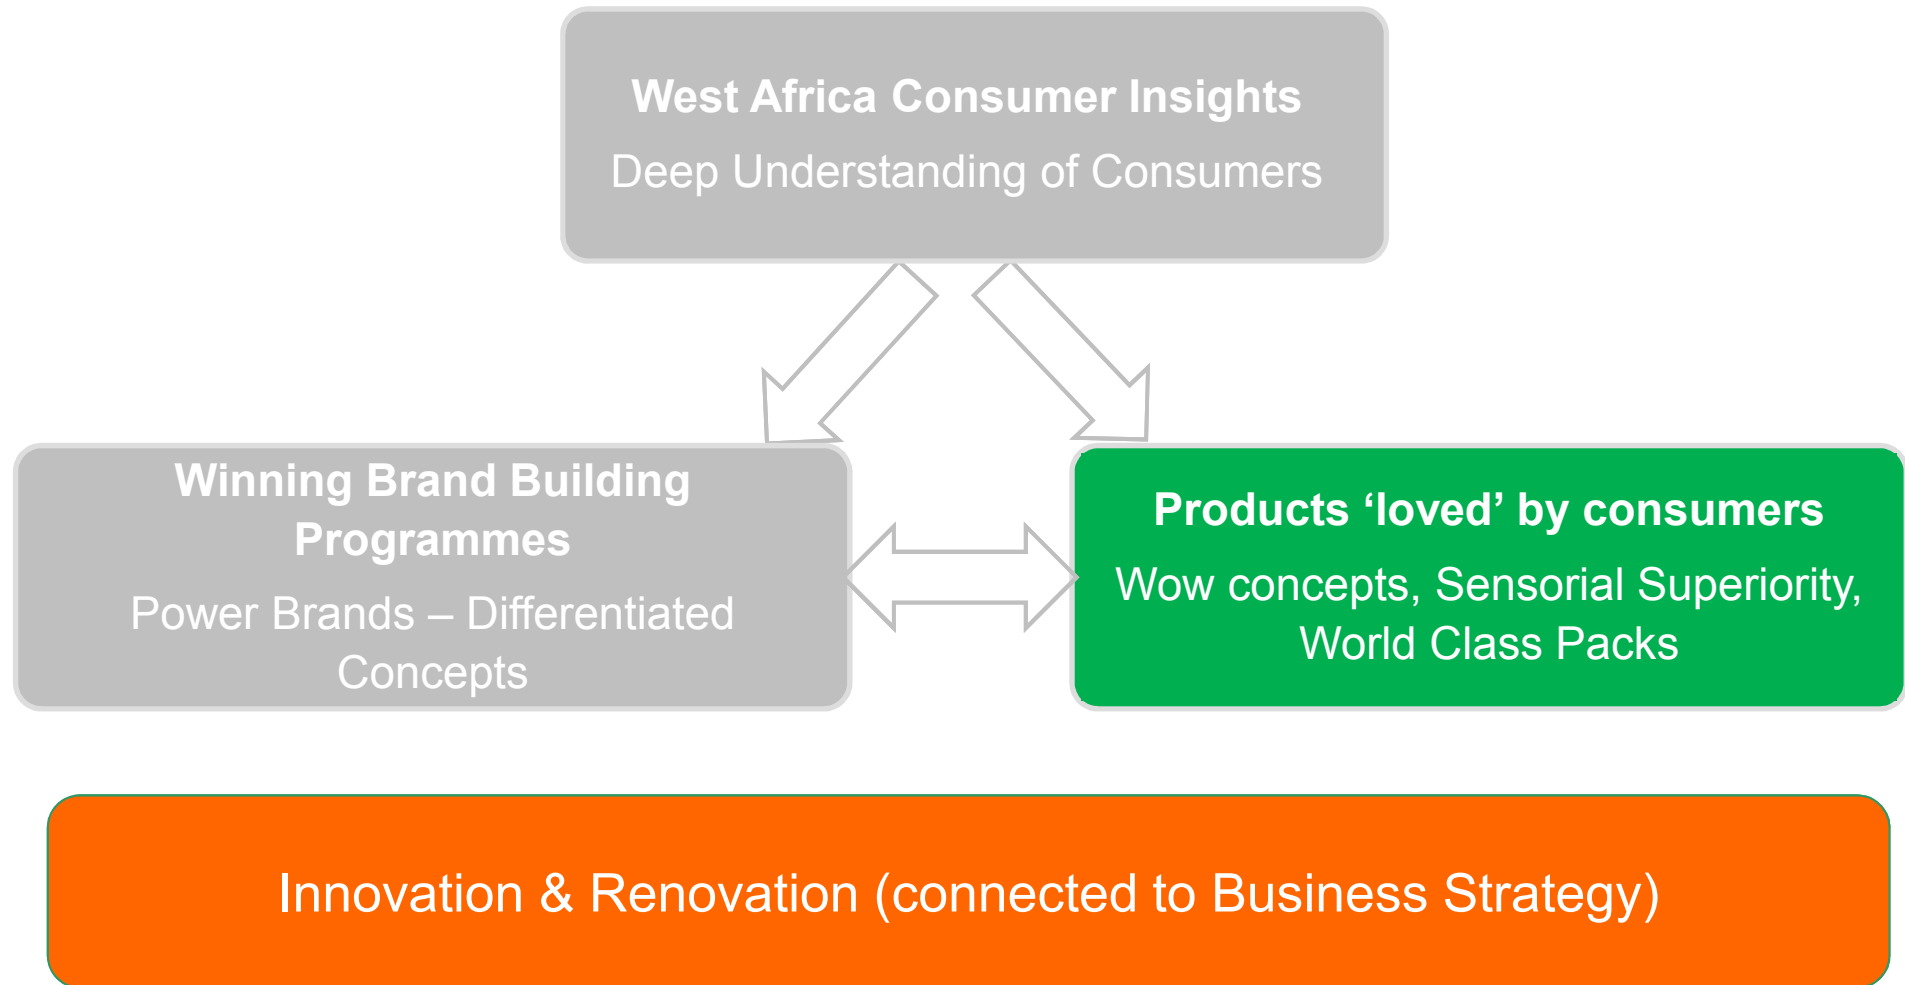 West Africa Consumer Insights
Deep Understanding of Consumers
Winning Brand Building
Programmes
Power Brands – Differentiated
Concepts
Products ‘loved’ by consumers
Wow concepts, Sensorial Superiority,
World Class Packs
Innovation & Renovation (connected to Business Strategy)